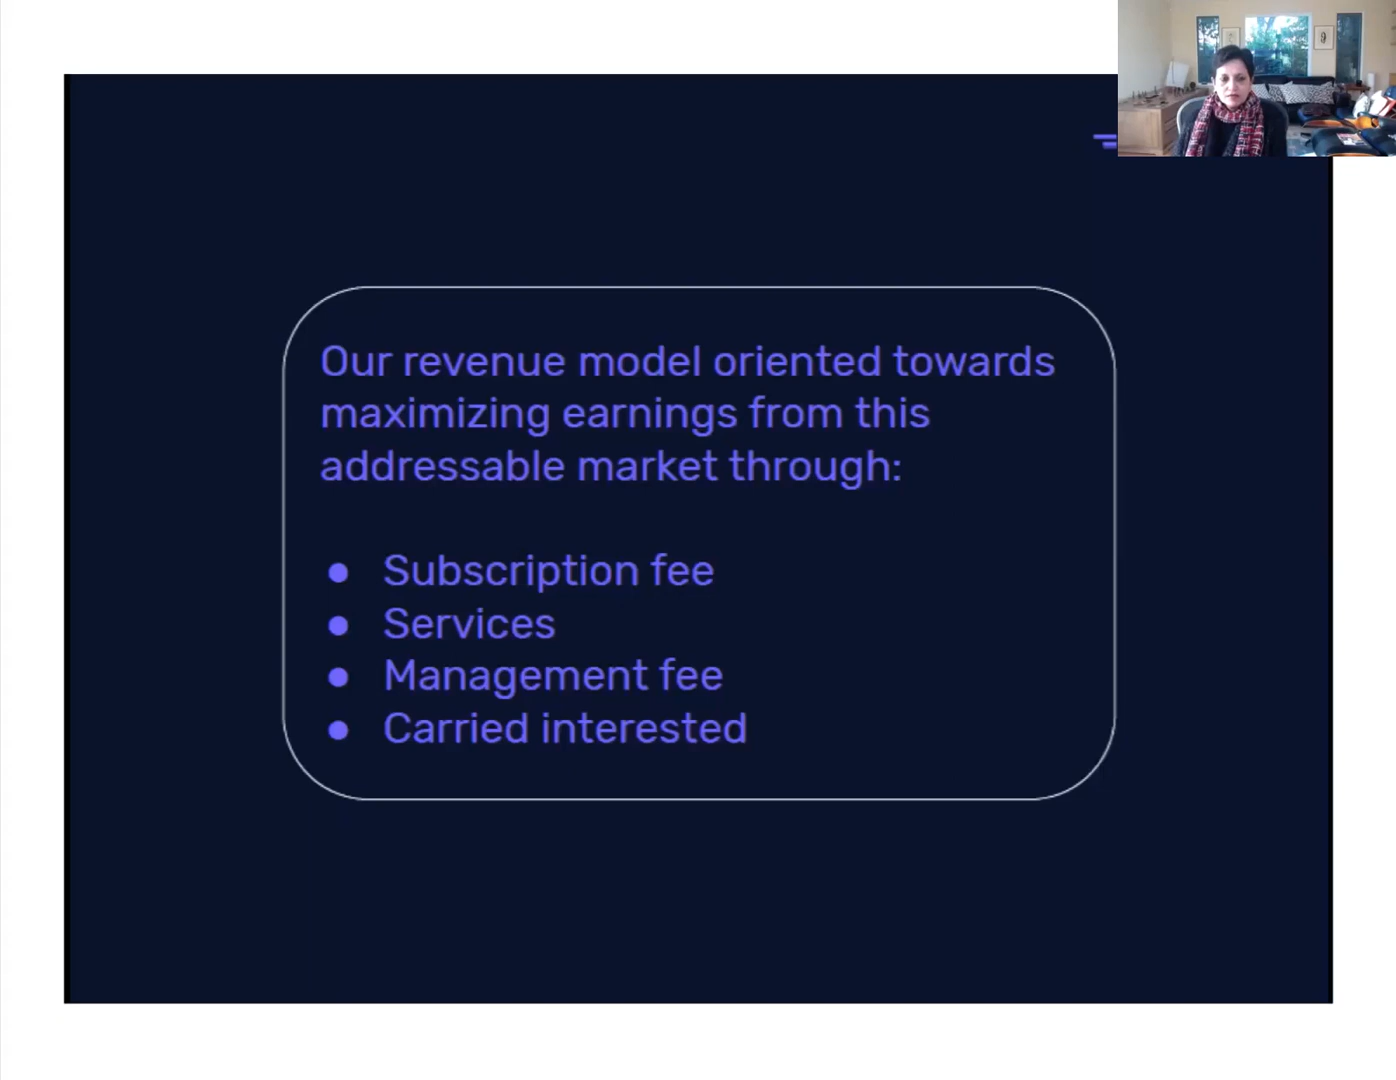 Our revenue model oriented towards
maximizing earnings from this
addressable market through:
● Subscription fee
● Services
● Management fee
● Carried interested